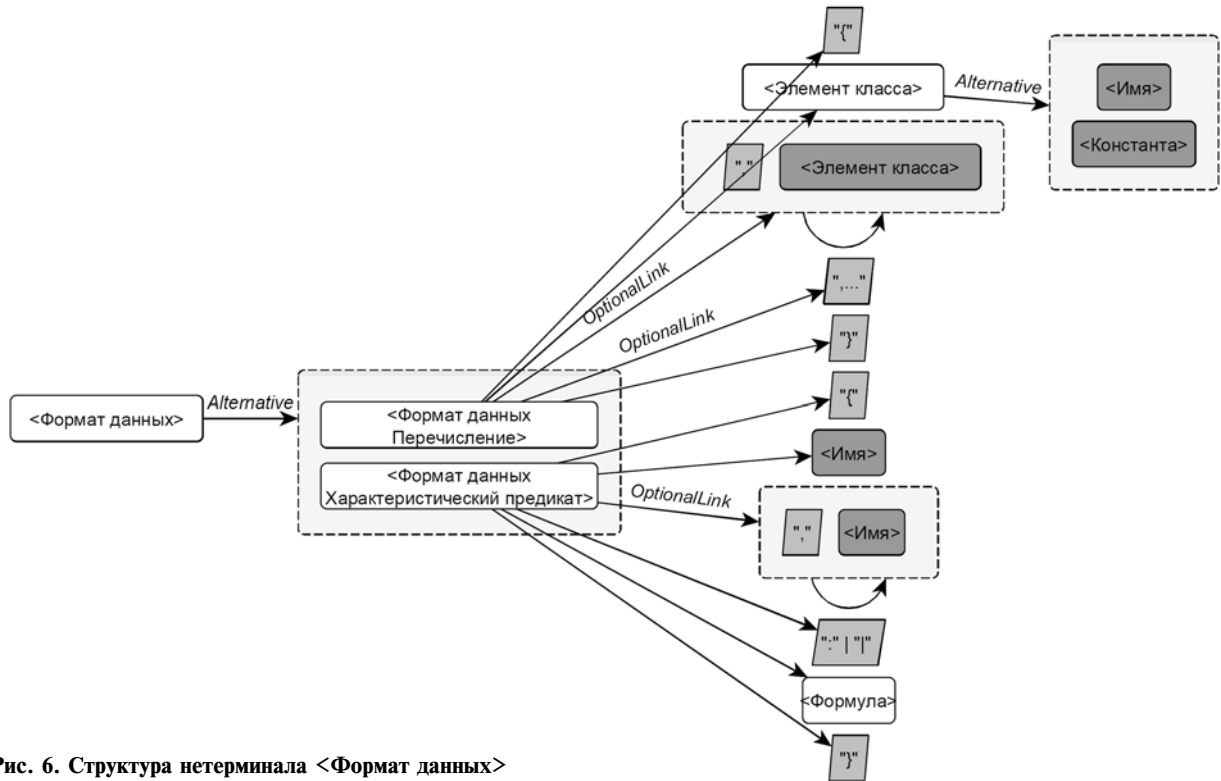 "{"
<Элемент класса>
Alternative
<Имя>
<Константа>
","
<Элемент класса>
OptionalLink
",..."
OptionalLink
"}"
<Формат данных>
Alternative
<Формат данных
Перечисление>
<Формат данных
Характеристический предикат>
"{"
<Имя>
OptionalLink
","
<Имя>
":" | "|"
<Формула>
"}"
Рис. 6. Структура нетерминала <Формат данных>